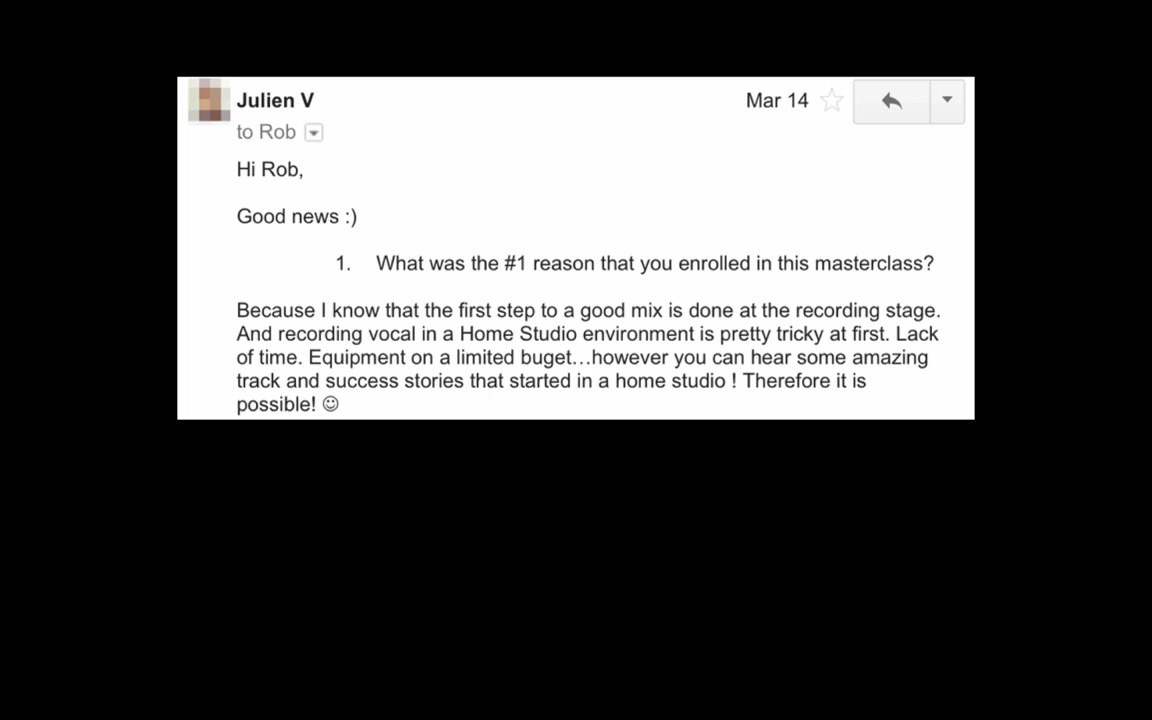 Julien V
Mar 14
to Rob
Hi Rob,
Good news :)
1. What was the #1 reason that you enrolled in this masterclass?
Because I know that the first step to a good mix is done at the recording stage.
And recording vocal in a Home Studio environment is pretty tricky at first. Lack
of time. Equipment on a limited buget…however you can hear some amazing
track and success stories that started in a home studio ! Therefore it is
possible! ☺